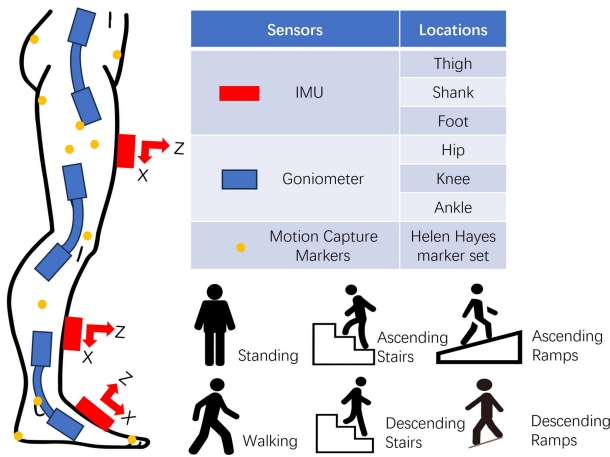 Sensors Locations
IMU
Thigh
Shank
Foot
Goniometer
Hip
Knee
Ankle
Motion Capture
Markers
Helen Hayes
marker set
Z
X
Z
X
Z
X
Standing
Ascending
Stairs
Ascending
Ramps
Walking
Descending
Stairs
Descending
Ramps